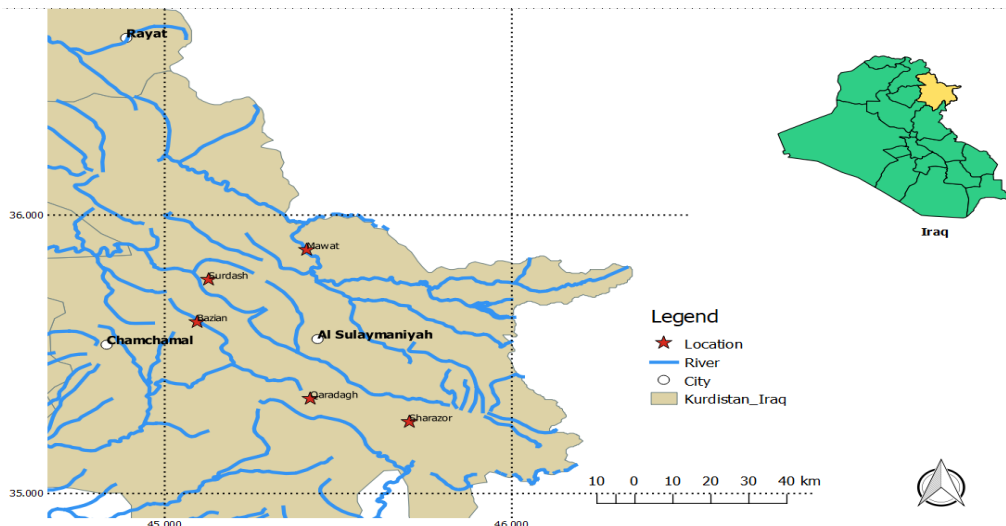 Rayat
36.000
Mawat
Surdash
Bazian
Al Sulaymaniyah
Chamchamal
Qaradagh
Sharazor
35.000
45.000
46.000
Iraq
Legend
Location
River
City
Kurdistan_Iraq
10 0 10 20 30 40 km